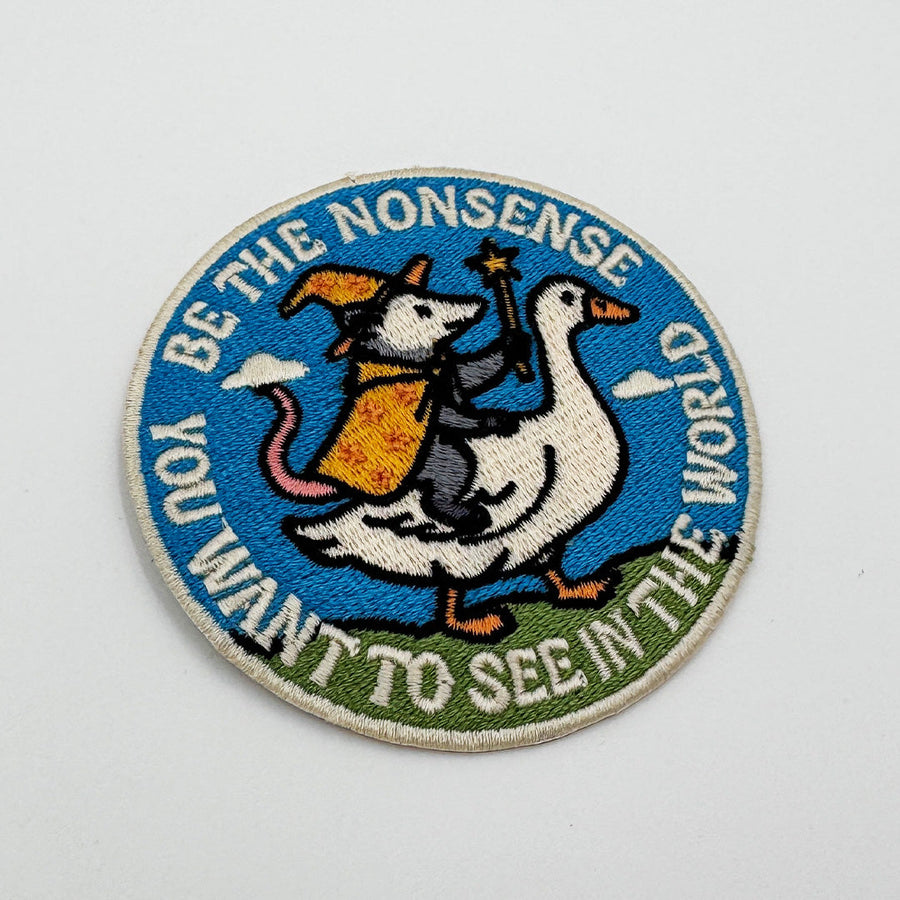 BE THE NONSENSE
YOU WANT TO SEE IN THE WORLD